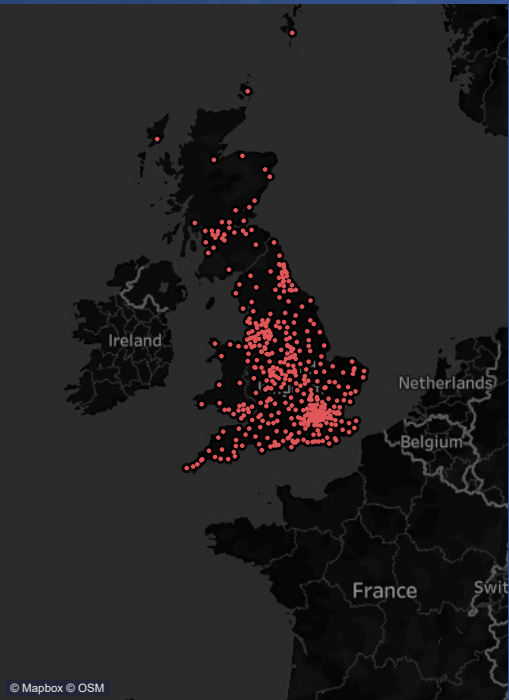 Ireland
Netherlands
Belgium
France
Swit
© Mapbox © OSM